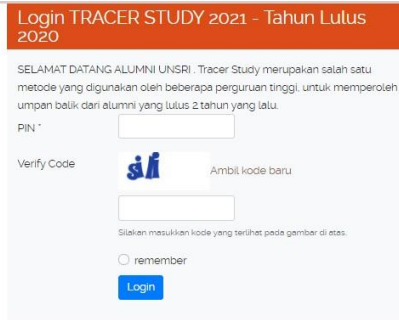 Login TRACER STUDY 2021 - Tahun Lulus
2020
SELAMAT DATANG ALUMNI UNSRI . Tracer Study merupakan salah satu
metode yang digunakan oleh beberapa perguruan tinggi, untuk memperoleh
umpan balik dari alumni yang lulus 2 tahun yang lalu.
PIN *
Verify Code
Ambil kode baru
Silakan masukkan kode yang terlihat pada gambar di atas.
remember
Login